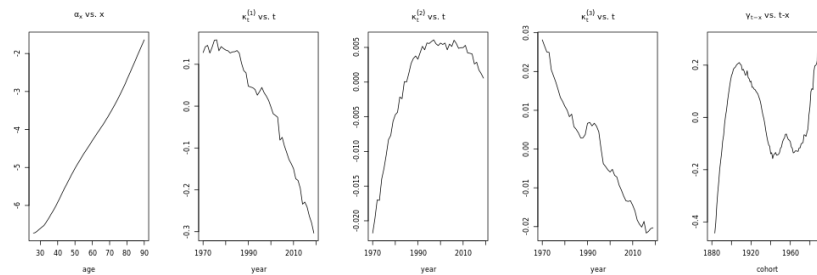 αₓ vs. x
κₜ⁽¹⁾ vs. t
κₜ⁽²⁾ vs. t
κₜ⁽³⁾ vs. t
γₜ₋ₓ vs. t-x
-2
-3
-4
-5
-6
30 40 50 60 70 80 90
age
0.1
0.0
-0.1
-0.2
-0.3
1970 1990 2010
year
0.005
0.000
-0.005
-0.010
-0.015
-0.020
1970 1990 2010
year
0.03
0.02
0.01
0.00
-0.01
-0.02
1970 1990 2010
year
0.2
0.0
-0.2
-0.4
1880 1920 1960
cohort